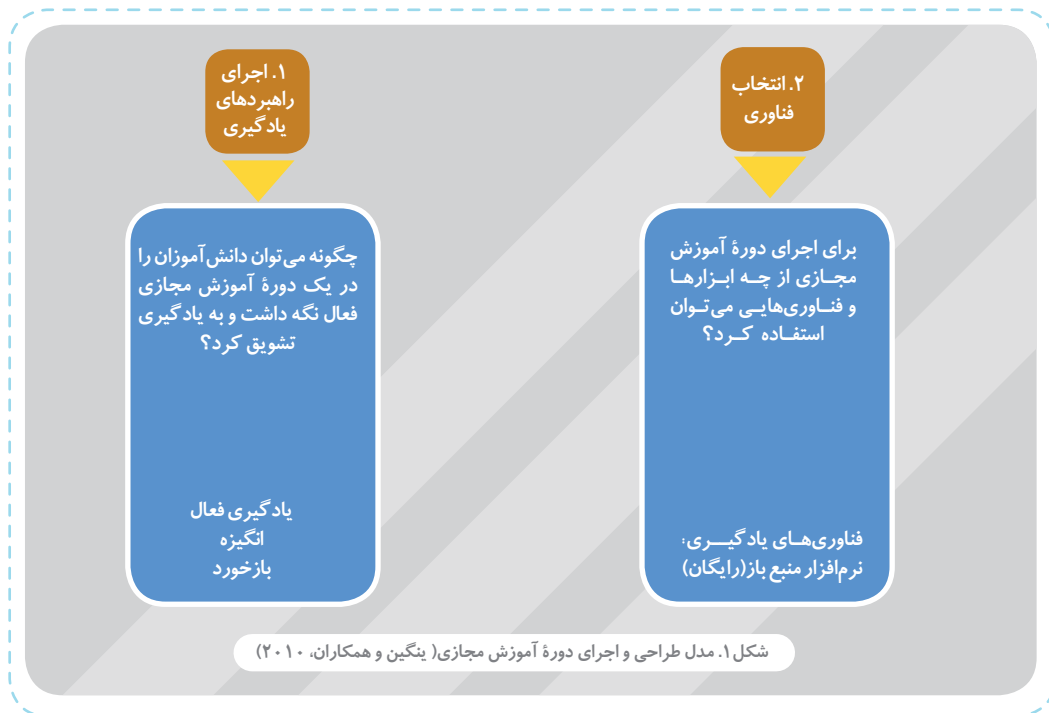 ۱. اجرای
راهبردهای
یادگیری
چگونه می‌توان دانش‌آموزان را
در یک دورهٔ آموزش مجازی
فعال نگه داشت و به یادگیری
تشویق کرد؟
یادگیری فعال
انگیزه
بازخورد
۲. انتخاب
فناوری
برای اجرای دورهٔ آموزش
مجازی از چه ابزارها
و فناوری‌هایی می‌توان
استفاده کرد؟
فناوری‌های یادگیری:
نرم‌افزار منبع باز(رایگان)
شکل۱. مدل طراحی و اجرای دورهٔ آموزش مجازی( ینگین و همکاران، ۲۰۱۰)